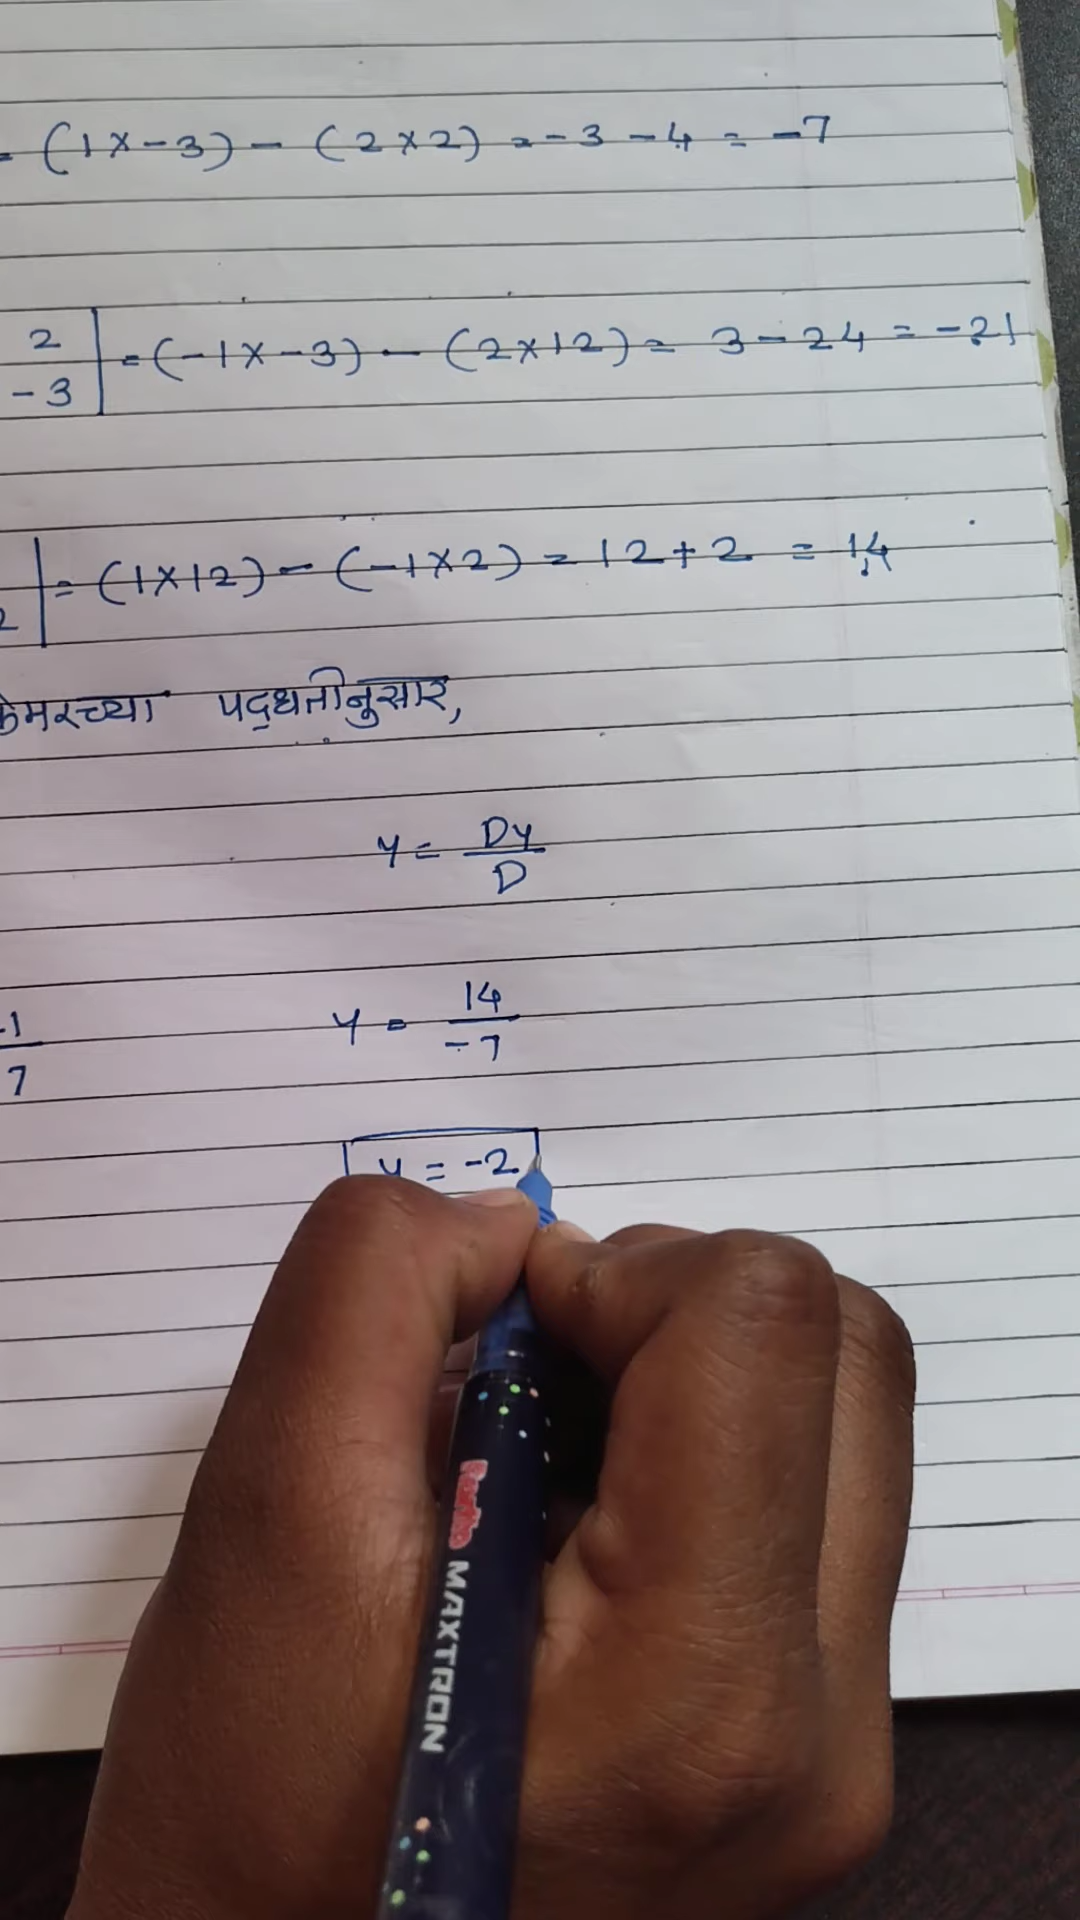 = (1×-3) - (2×2) = -3-4 = -7
2
-3 = (-1×-3) - (2×12) = 3-24 = -21
2 = (1×12) - (-1×2) = 12+2 = 14
क्रेमरच्या पद्धतीनुसार,
y = Dy
D
-1
7
y = 14
-7
y = -2
MAXTRON